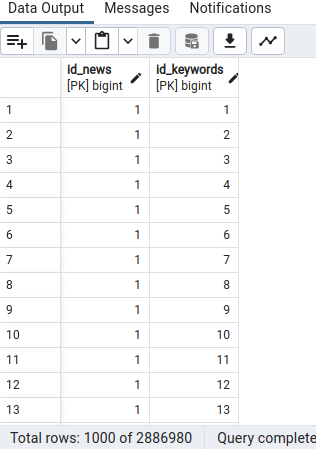 Data Output Messages Notifications
id_news id_keywords
[PK] bigint [PK] bigint
1 1 1
2 1 2
3 1 3
4 1 4
5 1 5
6 1 6
7 1 7
8 1 8
9 1 9
10 1 10
11 1 11
12 1 12
13 1 13
Total rows: 1000 of 2886980 Query complete